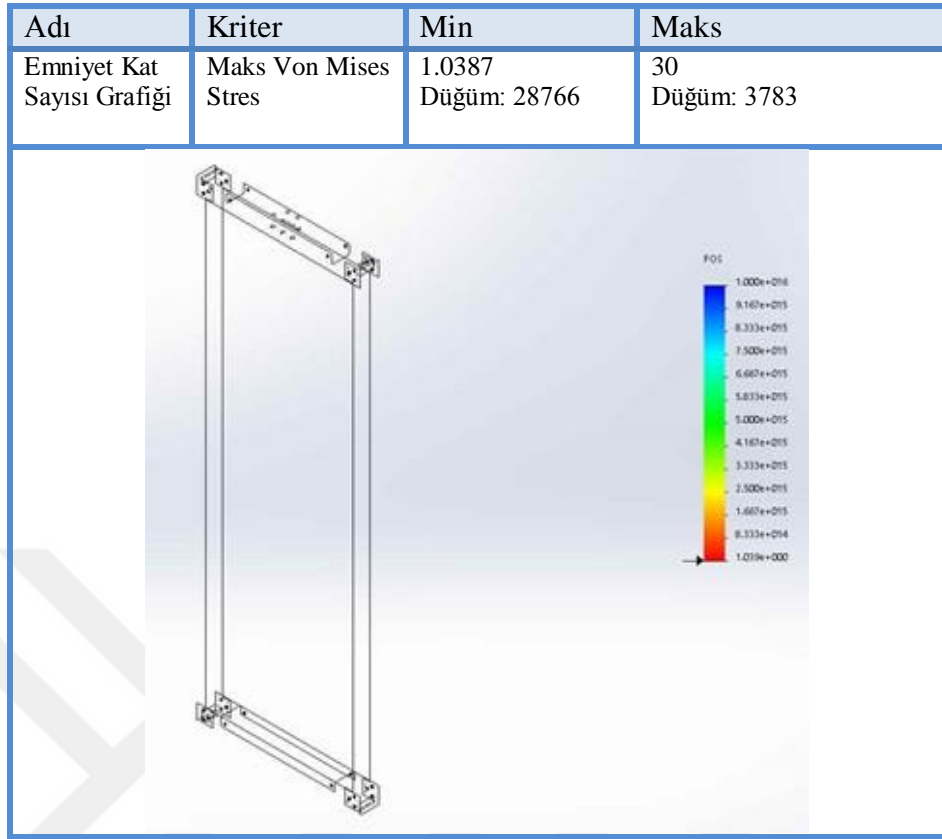 Adı Kriter Min Maks
Emniyet Kat Maks Von Mises 1.0387 30
Sayısı Grafiği Stres Düğüm: 28766 Düğüm: 3783
FOS
1.000e+016
9.167e+015
8.333e+015
7.500e+015
6.667e+015
5.833e+015
5.000e+015
4.167e+015
3.333e+015
2.500e+015
1.667e+015
8.333e+014
1.039e+000